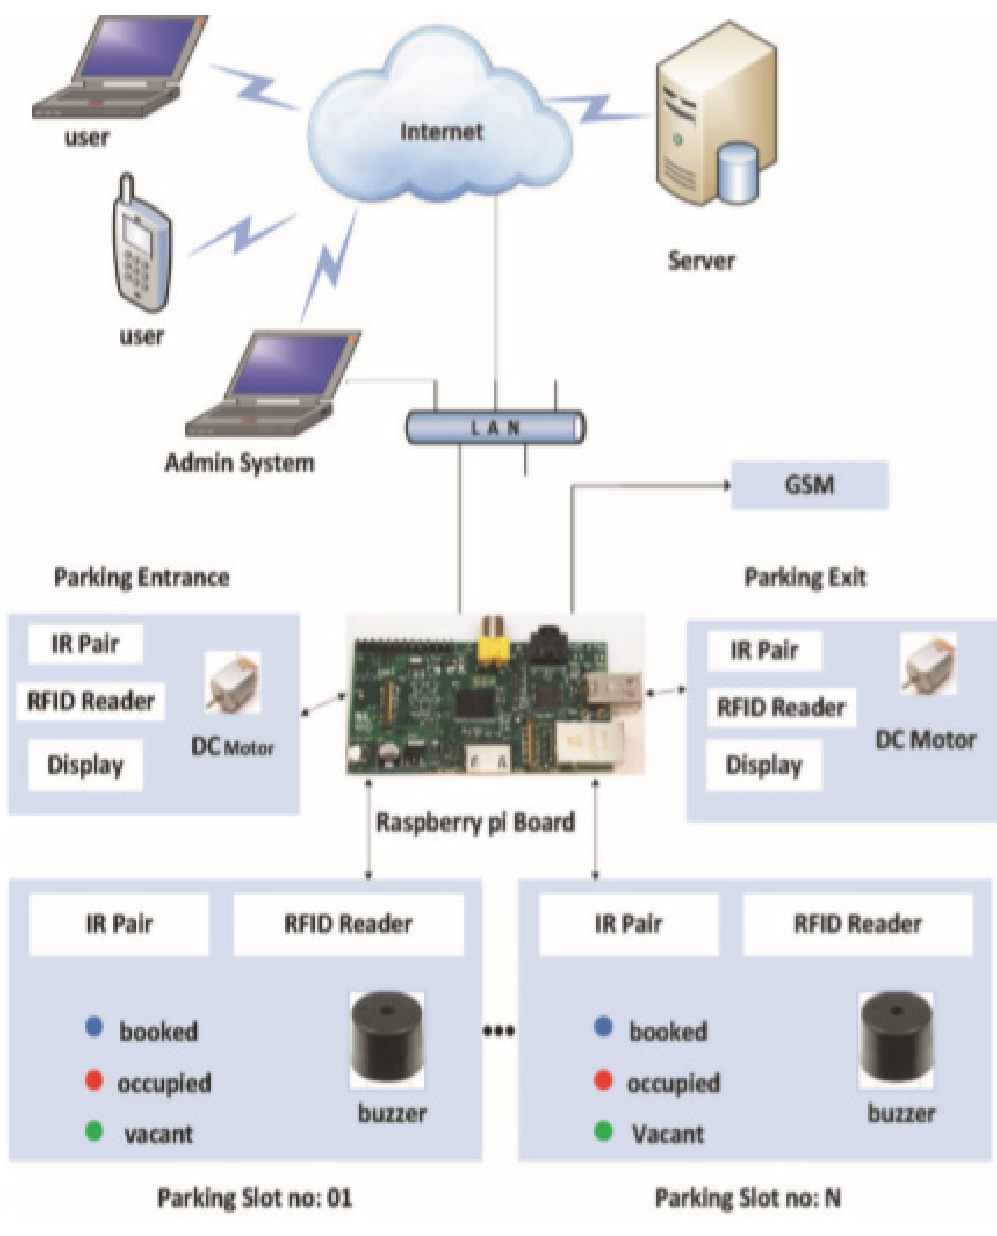 Internet
user
Server
user
L A N
Admin System
GSM
Parking Entrance
Parking Exit
IR Pair
RFID Reader
Display
DC Motor
IR Pair
RFID Reader
Display
DC Motor
Raspberry pi Board
IR Pair
RFID Reader
booked
occupied
vacant
buzzer
Parking Slot no: 01
IR Pair
RFID Reader
booked
occupied
Vacant
buzzer
Parking Slot no: N